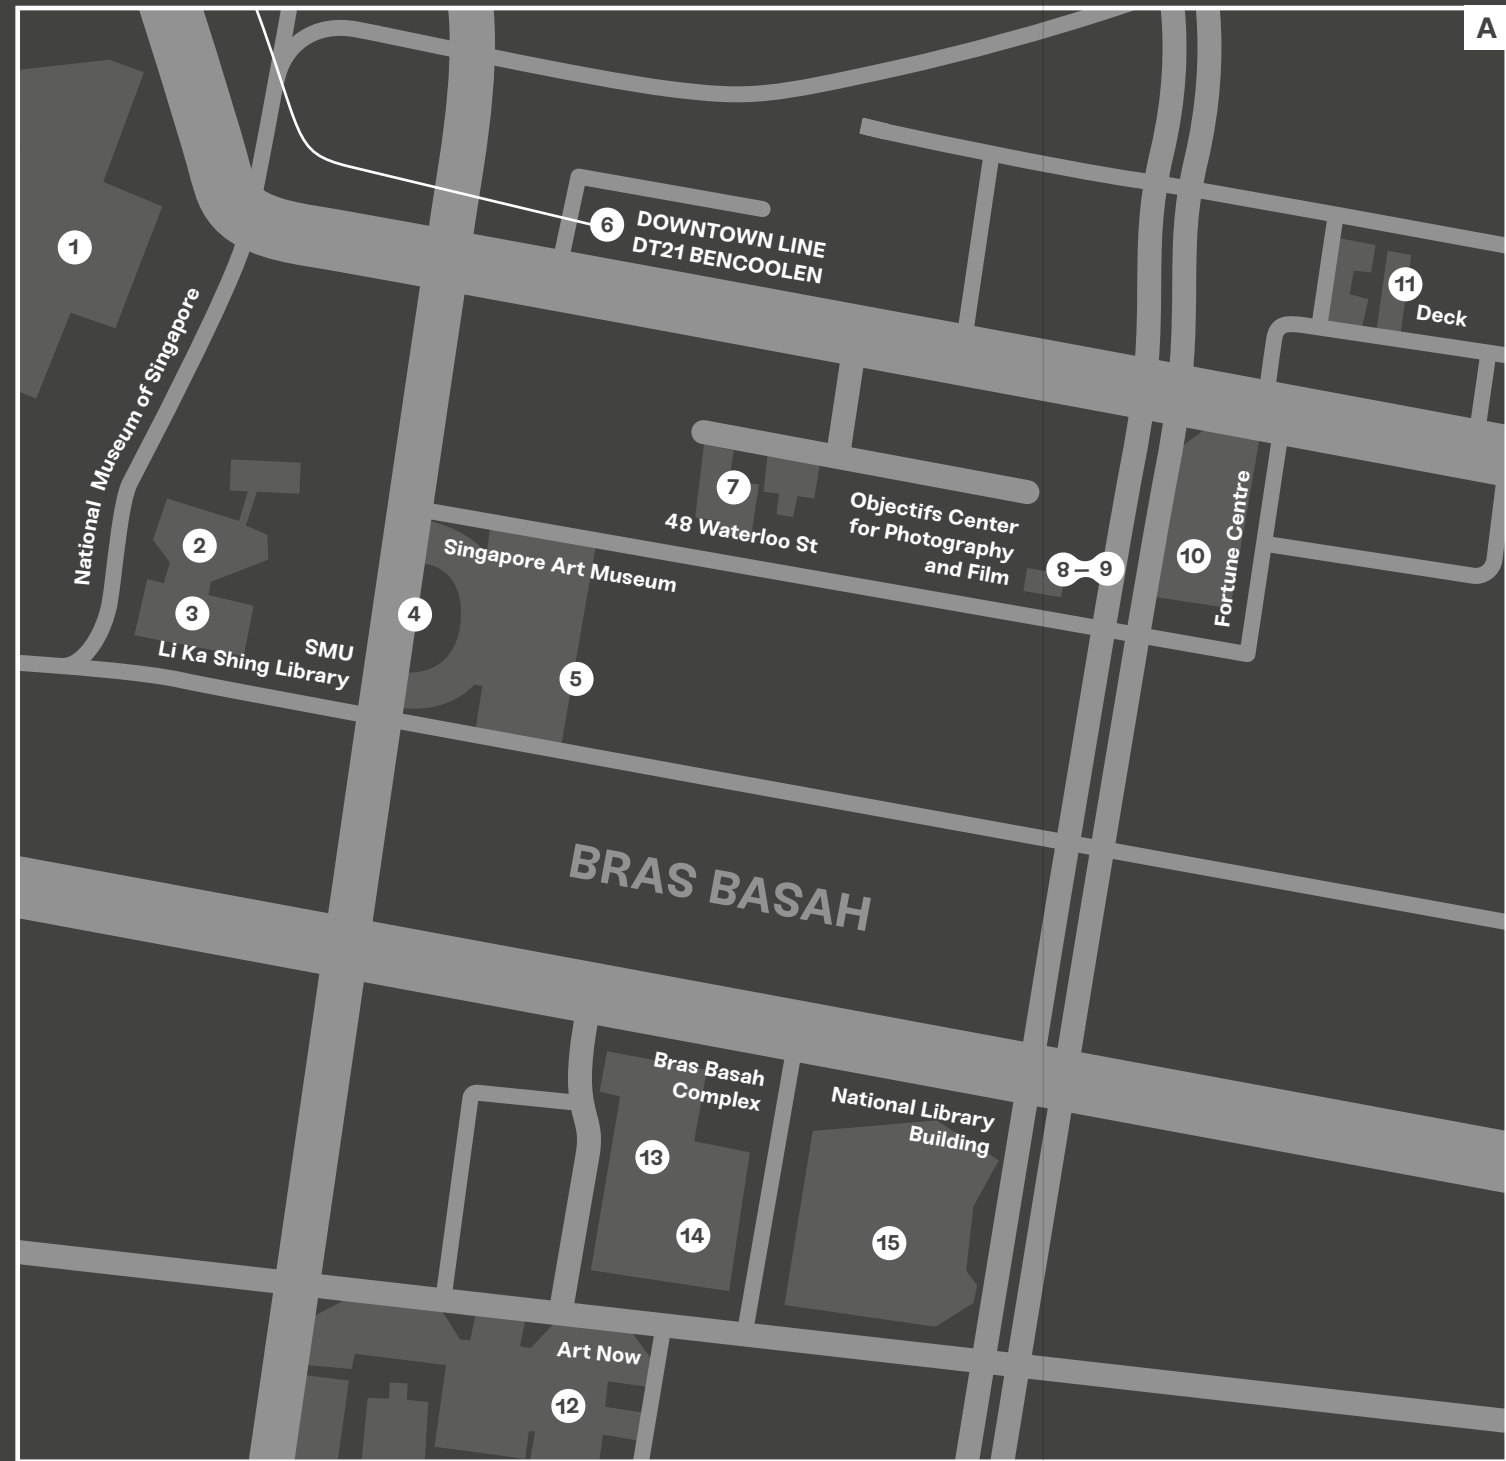 A
6
DOWNTOWN LINE
DT21 BENCOOLEN
1
11
Deck
National Museum of Singapore
7
48 Waterloo St
Objectifs Center
for Photography
and Film
8–9
10
Fortune Centre
2
3
SMU
Li Ka Shing Library
Singapore Art Museum
4
5
BRAS BASAH
Bras Basah
Complex
13
14
National Library
Building
15
Art Now
12